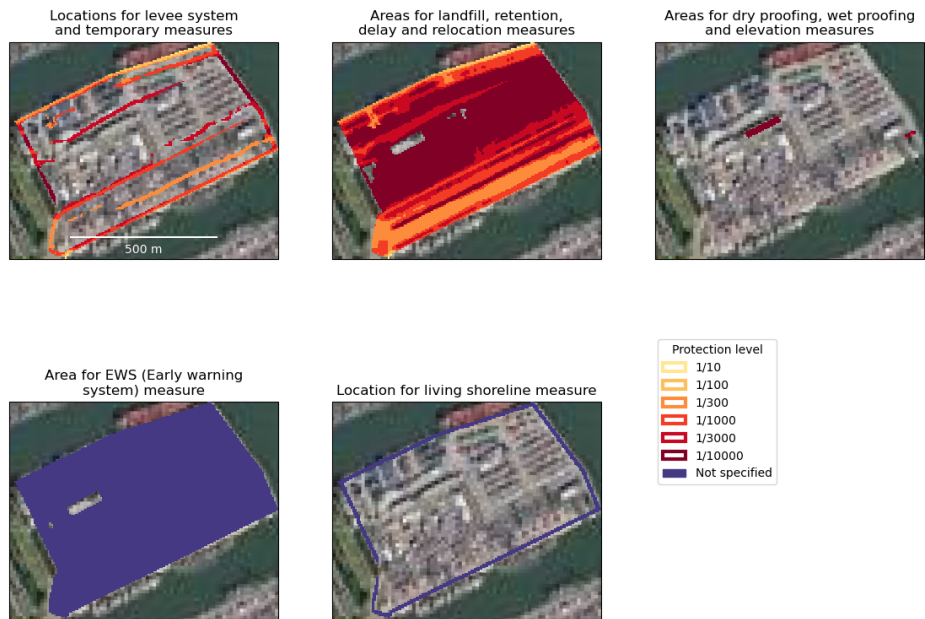 Locations for levee system
and temporary measures
Areas for landfill, retention,
delay and relocation measures
Areas for dry proofing, wet proofing
and elevation measures
500 m
Area for EWS (Early warning
system) measure
Location for living shoreline measure
Protection level
1/10
1/100
1/300
1/1000
1/3000
1/10000
Not specified